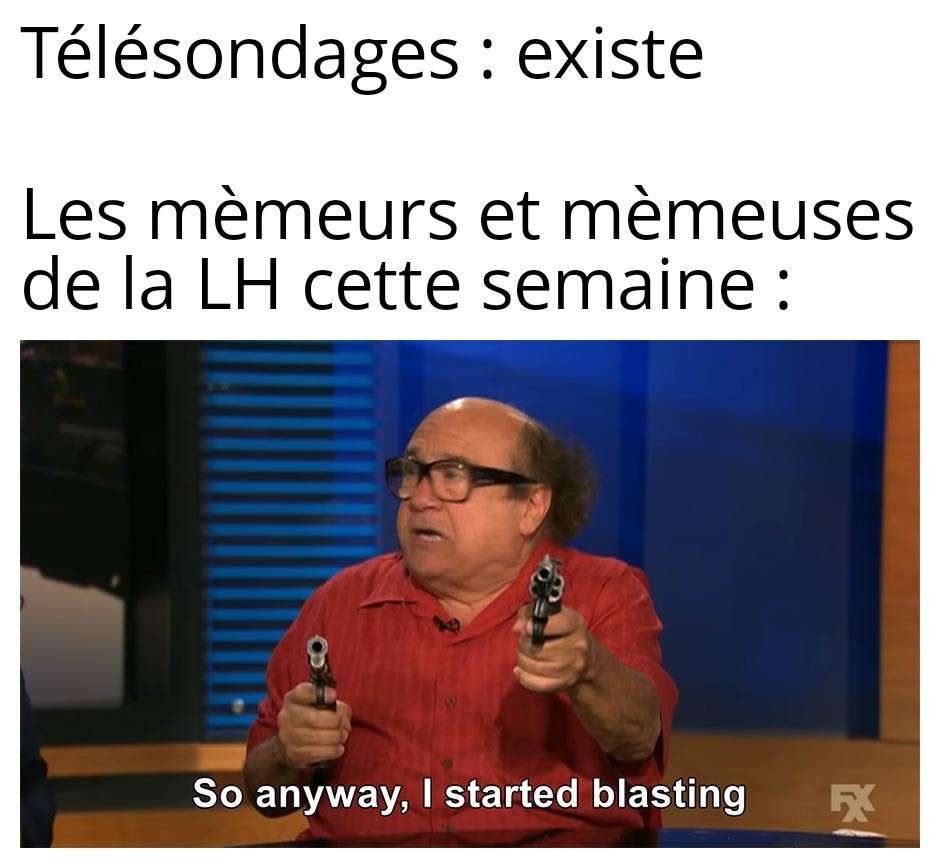 Télésondages : existe
Les mèmeurs et mèmeuses
de la LH cette semaine :
So anyway, I started blasting
FX